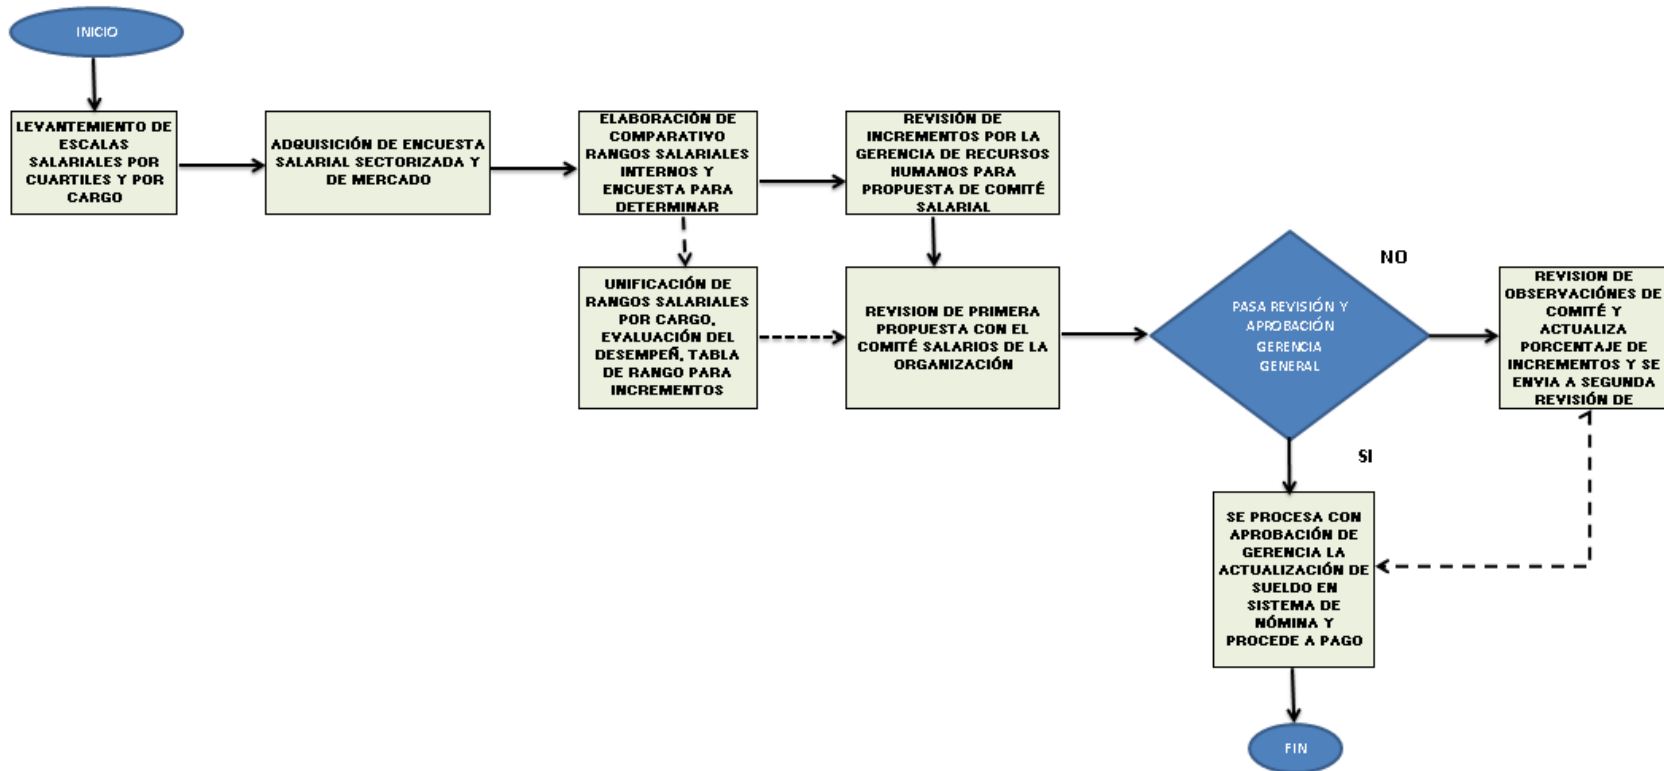 INICIO
LEVANTEMIENTO DE
ESCALAS
SALARIALES POR
CUARTILES Y POR
CARGO
ADQUISICIÓN DE ENCUESTA
SALARIAL SECTORIZADA Y
DE MERCADO
ELABORACIÓN DE
COMPARATIVO
RANGOS SALARIALES
INTERNOS Y
ENCUESTA PARA
DETERMINAR
REVISIÓN DE
INCREMENTOS POR LA
GERENCIA DE RECURSOS
HUMANOS PARA
PROPUESTA DE COMITÉ
SALARIAL
UNIFICACIÓN DE
RANGOS SALARIALES
POR CARGO,
EVALUACIÓN DEL
DESEMPEÑ, TABLA
DE RANGO PARA
INCREMENTOS
REVISION DE PRIMERA
PROPUESTA CON EL
COMITÉ SALARIOS DE LA
ORGANIZACIÓN
PASA REVISIÓN Y
APROBACIÓN
GERENCIA
GENERAL
NO
REVISION DE
OBSERVACIÓNES DE
COMITÉ Y
ACTUALIZA
PORCENTAJE DE
INCREMENTOS Y SE
ENVIA A SEGUNDA
REVISIÓN DE
SI
SE PROCESA CON
APROBACIÓN DE
GERENCIA LA
ACTUALIZACIÓN DE
SUELDO EN
SISTEMA DE
NÓMINA Y
PROCEDE A PAGO
FIN